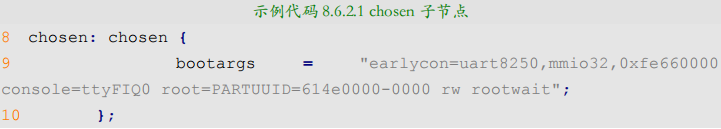 示例代码 8.6.2.1 chosen 子节点
8 chosen: chosen {
9 bootargs = "earlycon=uart8250,mmio32,0xfe660000
console=ttyFIQ0 root=PARTUUID=614e0000-0000 rw rootwait";
10 };